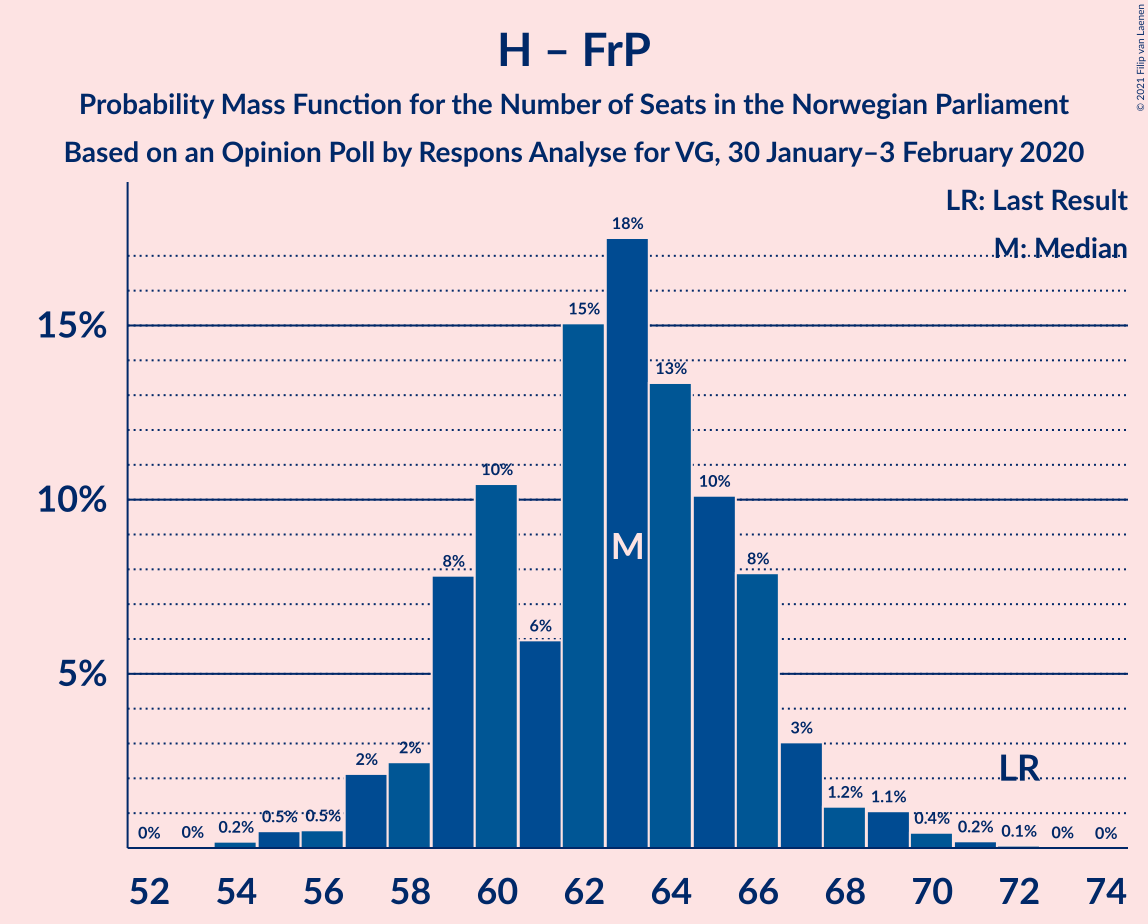 H – FrP
Probability Mass Function for the Number of Seats in the Norwegian Parliament
Based on an Opinion Poll by Respons Analyse for VG, 30 January–3 February 2020
© 2021 Filip van Laenen
LR: Last Result
M: Median
15%
10%
5%
0%
0%
0.2%
0.5%
0.5%
2%
2%
8%
10%
6%
15%
18%
13%
10%
8%
3%
1.2%
1.1%
0.4%
0.2%
0.1%
0%
0%
M
LR
52 54 56 58 60 62 64 66 68 70 72 74